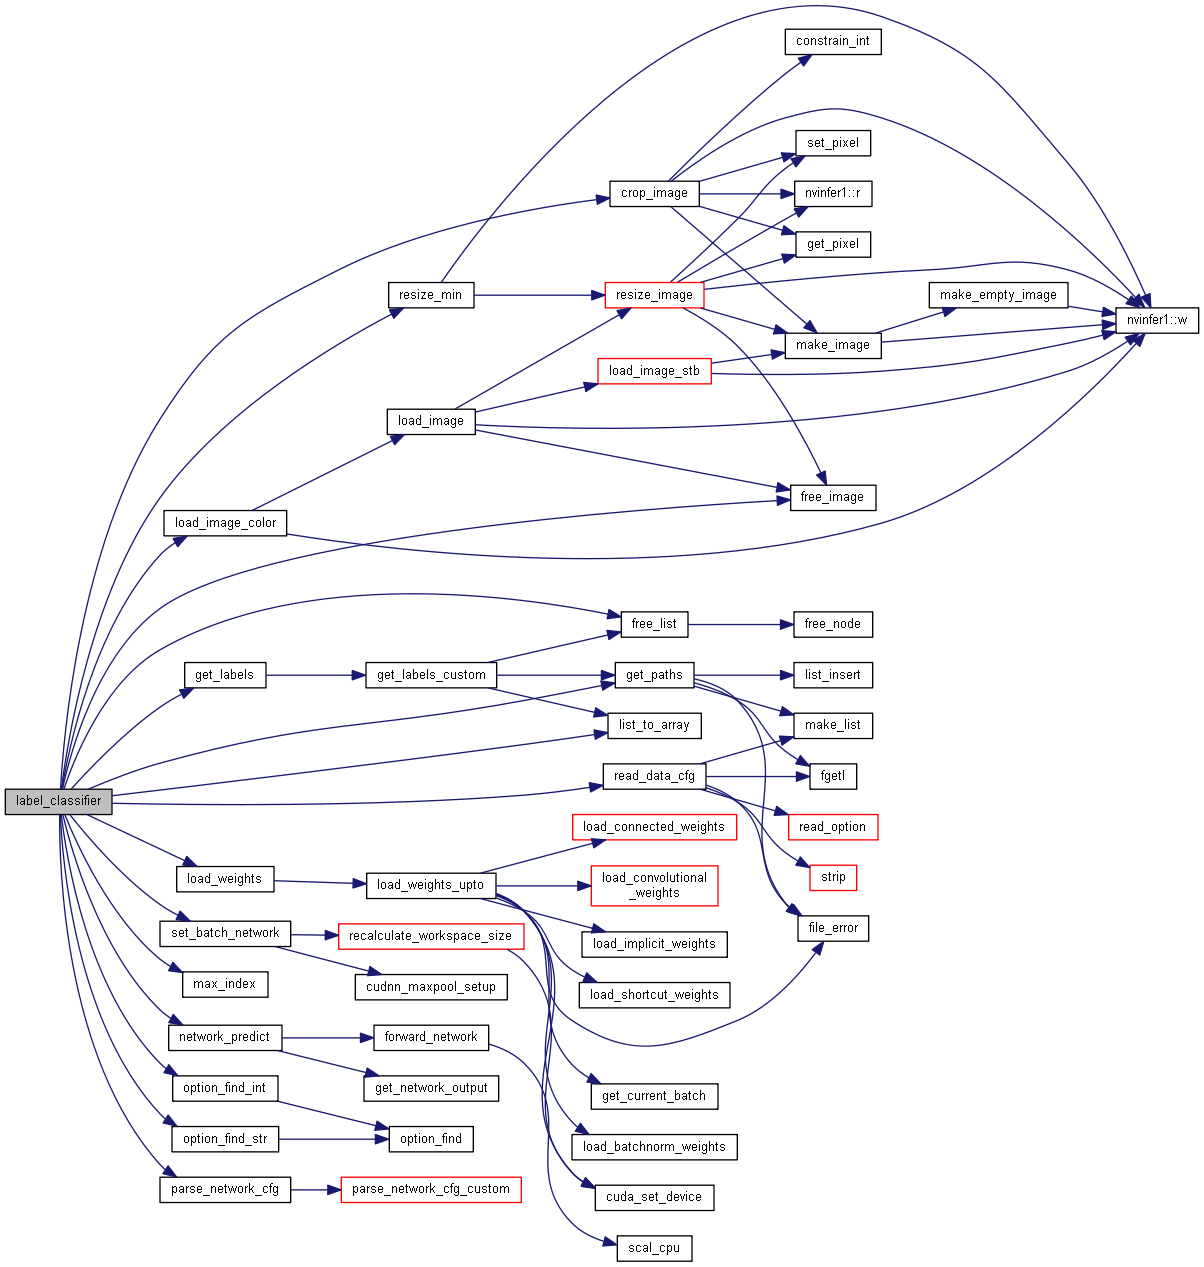 constrain_int
set_pixel
crop_image
nvinfer1::r
get_pixel
resize_min
resize_image
make_empty_image
nvinfer1::w
make_image
load_image_stb
load_image
free_image
load_image_color
free_list
free_node
get_labels
get_labels_custom
get_paths
list_insert
list_to_array
make_list
read_data_cfg
fgetl
label_classifier
load_connected_weights
read_option
load_weights
load_weights_upto
load_convolutional
_weights
strip
set_batch_network
recalculate_workspace_size
load_implicit_weights
file_error
max_index
cudnn_maxpool_setup
load_shortcut_weights
network_predict
forward_network
option_find_int
get_network_output
get_current_batch
option_find_str
option_find
load_batchnorm_weights
parse_network_cfg
parse_network_cfg_custom
cuda_set_device
scal_cpu